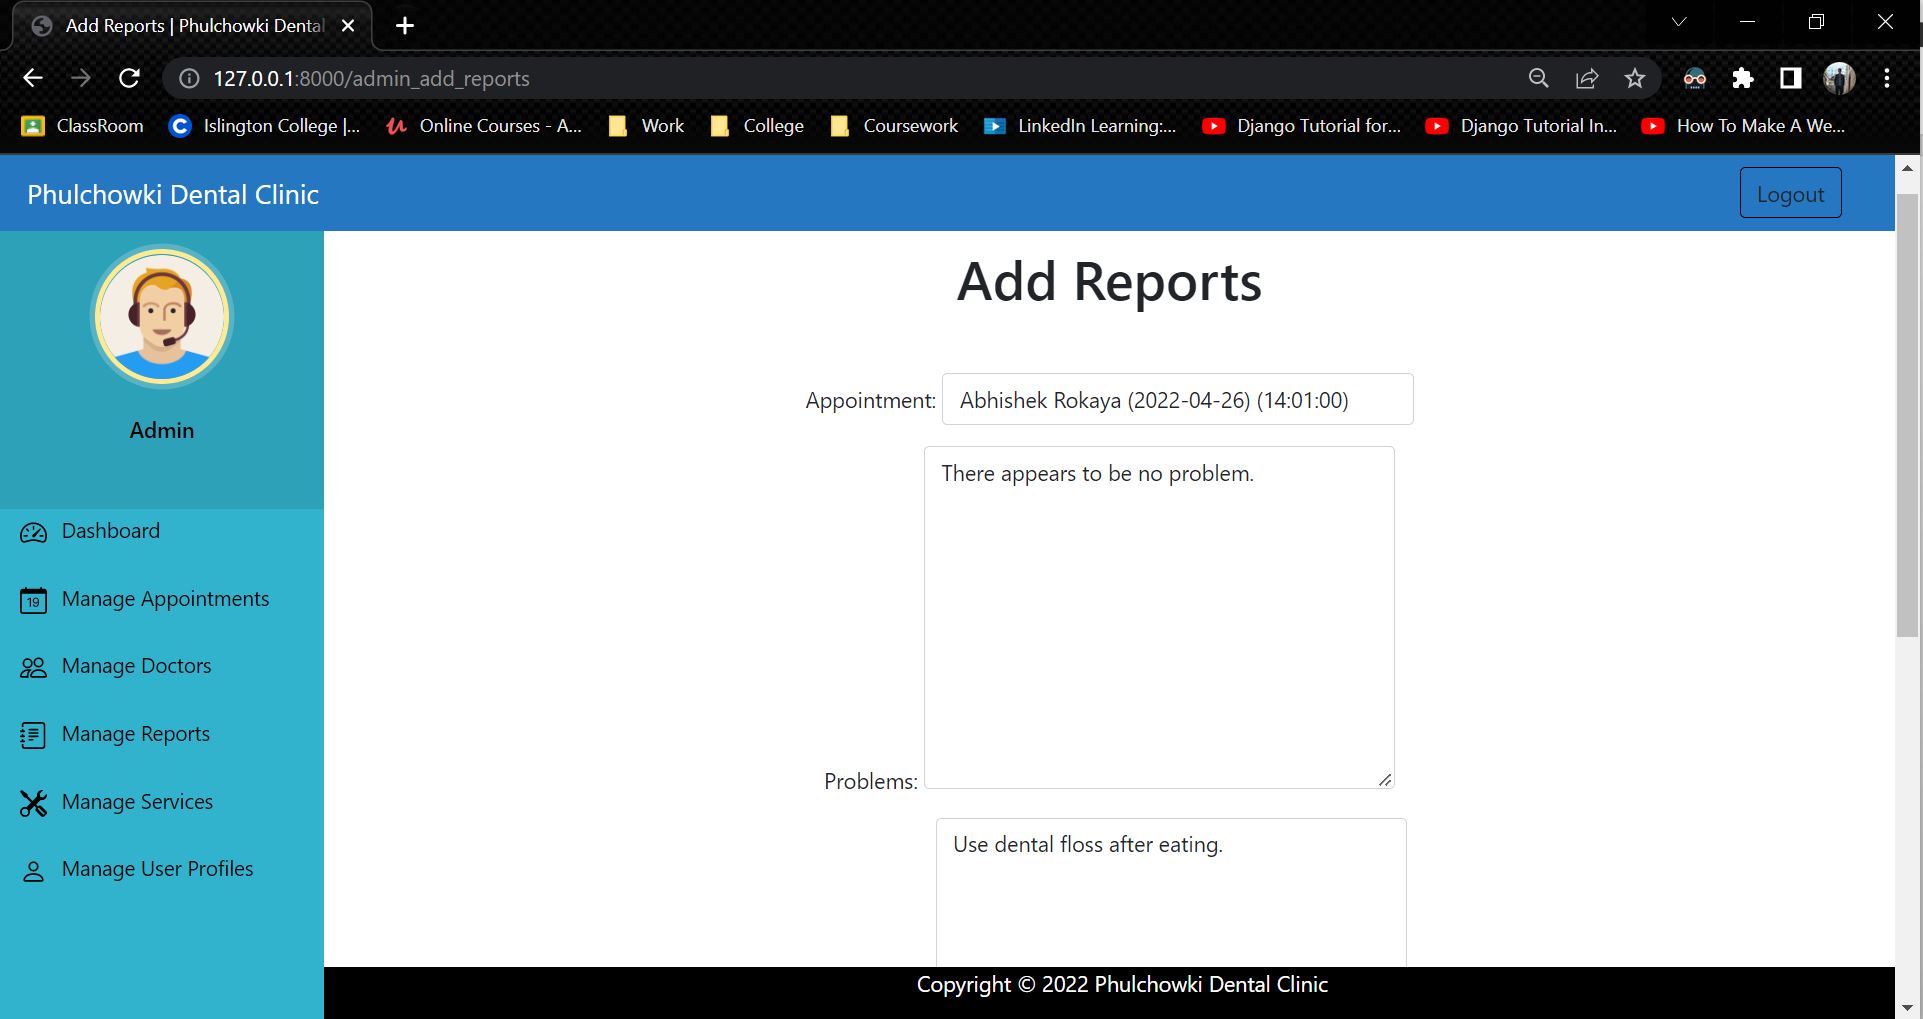 Add Reports | Phulchowki Dental
127.0.0.1:8000/admin_add_reports
ClassRoom
Islington College |...
Online Courses - A...
Work
College
Coursework
LinkedIn Learning:...
Django Tutorial for...
Django Tutorial In...
How To Make A We...
Phulchowki Dental Clinic
Logout
Admin
Dashboard
19
Manage Appointments
Manage Doctors
Manage Reports
Manage Services
Manage User Profiles
Add Reports
Appointment: Abhishek Rokaya (2022-04-26) (14:01:00)
There appears to be no problem.
Problems:
Use dental floss after eating.
Copyright © 2022 Phulchowki Dental Clinic